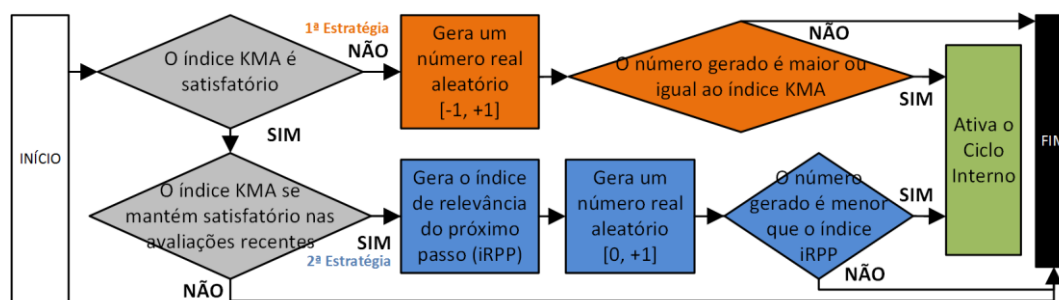 INÍCIO
O índice KMA é
satisfatório
1ª Estratégia
NÃO
SIM
Gera um
número real
aleatório
[-1, +1]
O número gerado é maior ou
igual ao índice KMA
NÃO
SIM
O índice KMA se
mantém satisfatório nas
avaliações recentes
SIM
2ª Estratégia
NÃO
Gera o índice
de relevância
do próximo
passo (iRPP)
Gera um
número real
aleatório
[0, +1]
O número
gerado é menor
que o índice
iRPP
SIM
NÃO
Ativa o
Ciclo
Interno
FIM